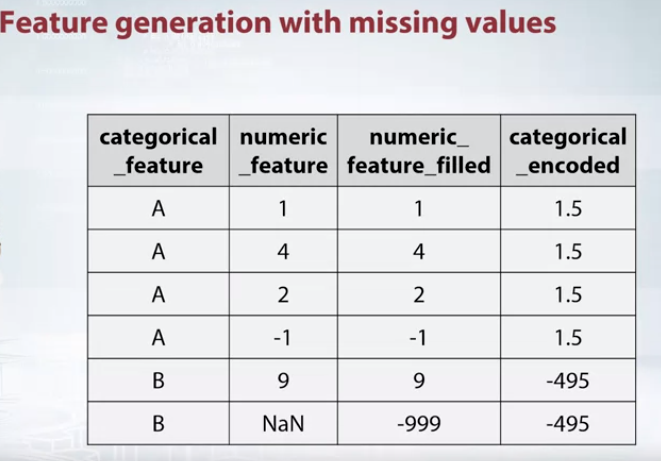 Feature generation with missing values
categorical numeric numeric_ categorical
_feature _feature feature_filled _encoded
A 1 1 1.5
A 4 4 1.5
A 2 2 1.5
A -1 -1 1.5
B 9 9 -495
B NaN -999 -495